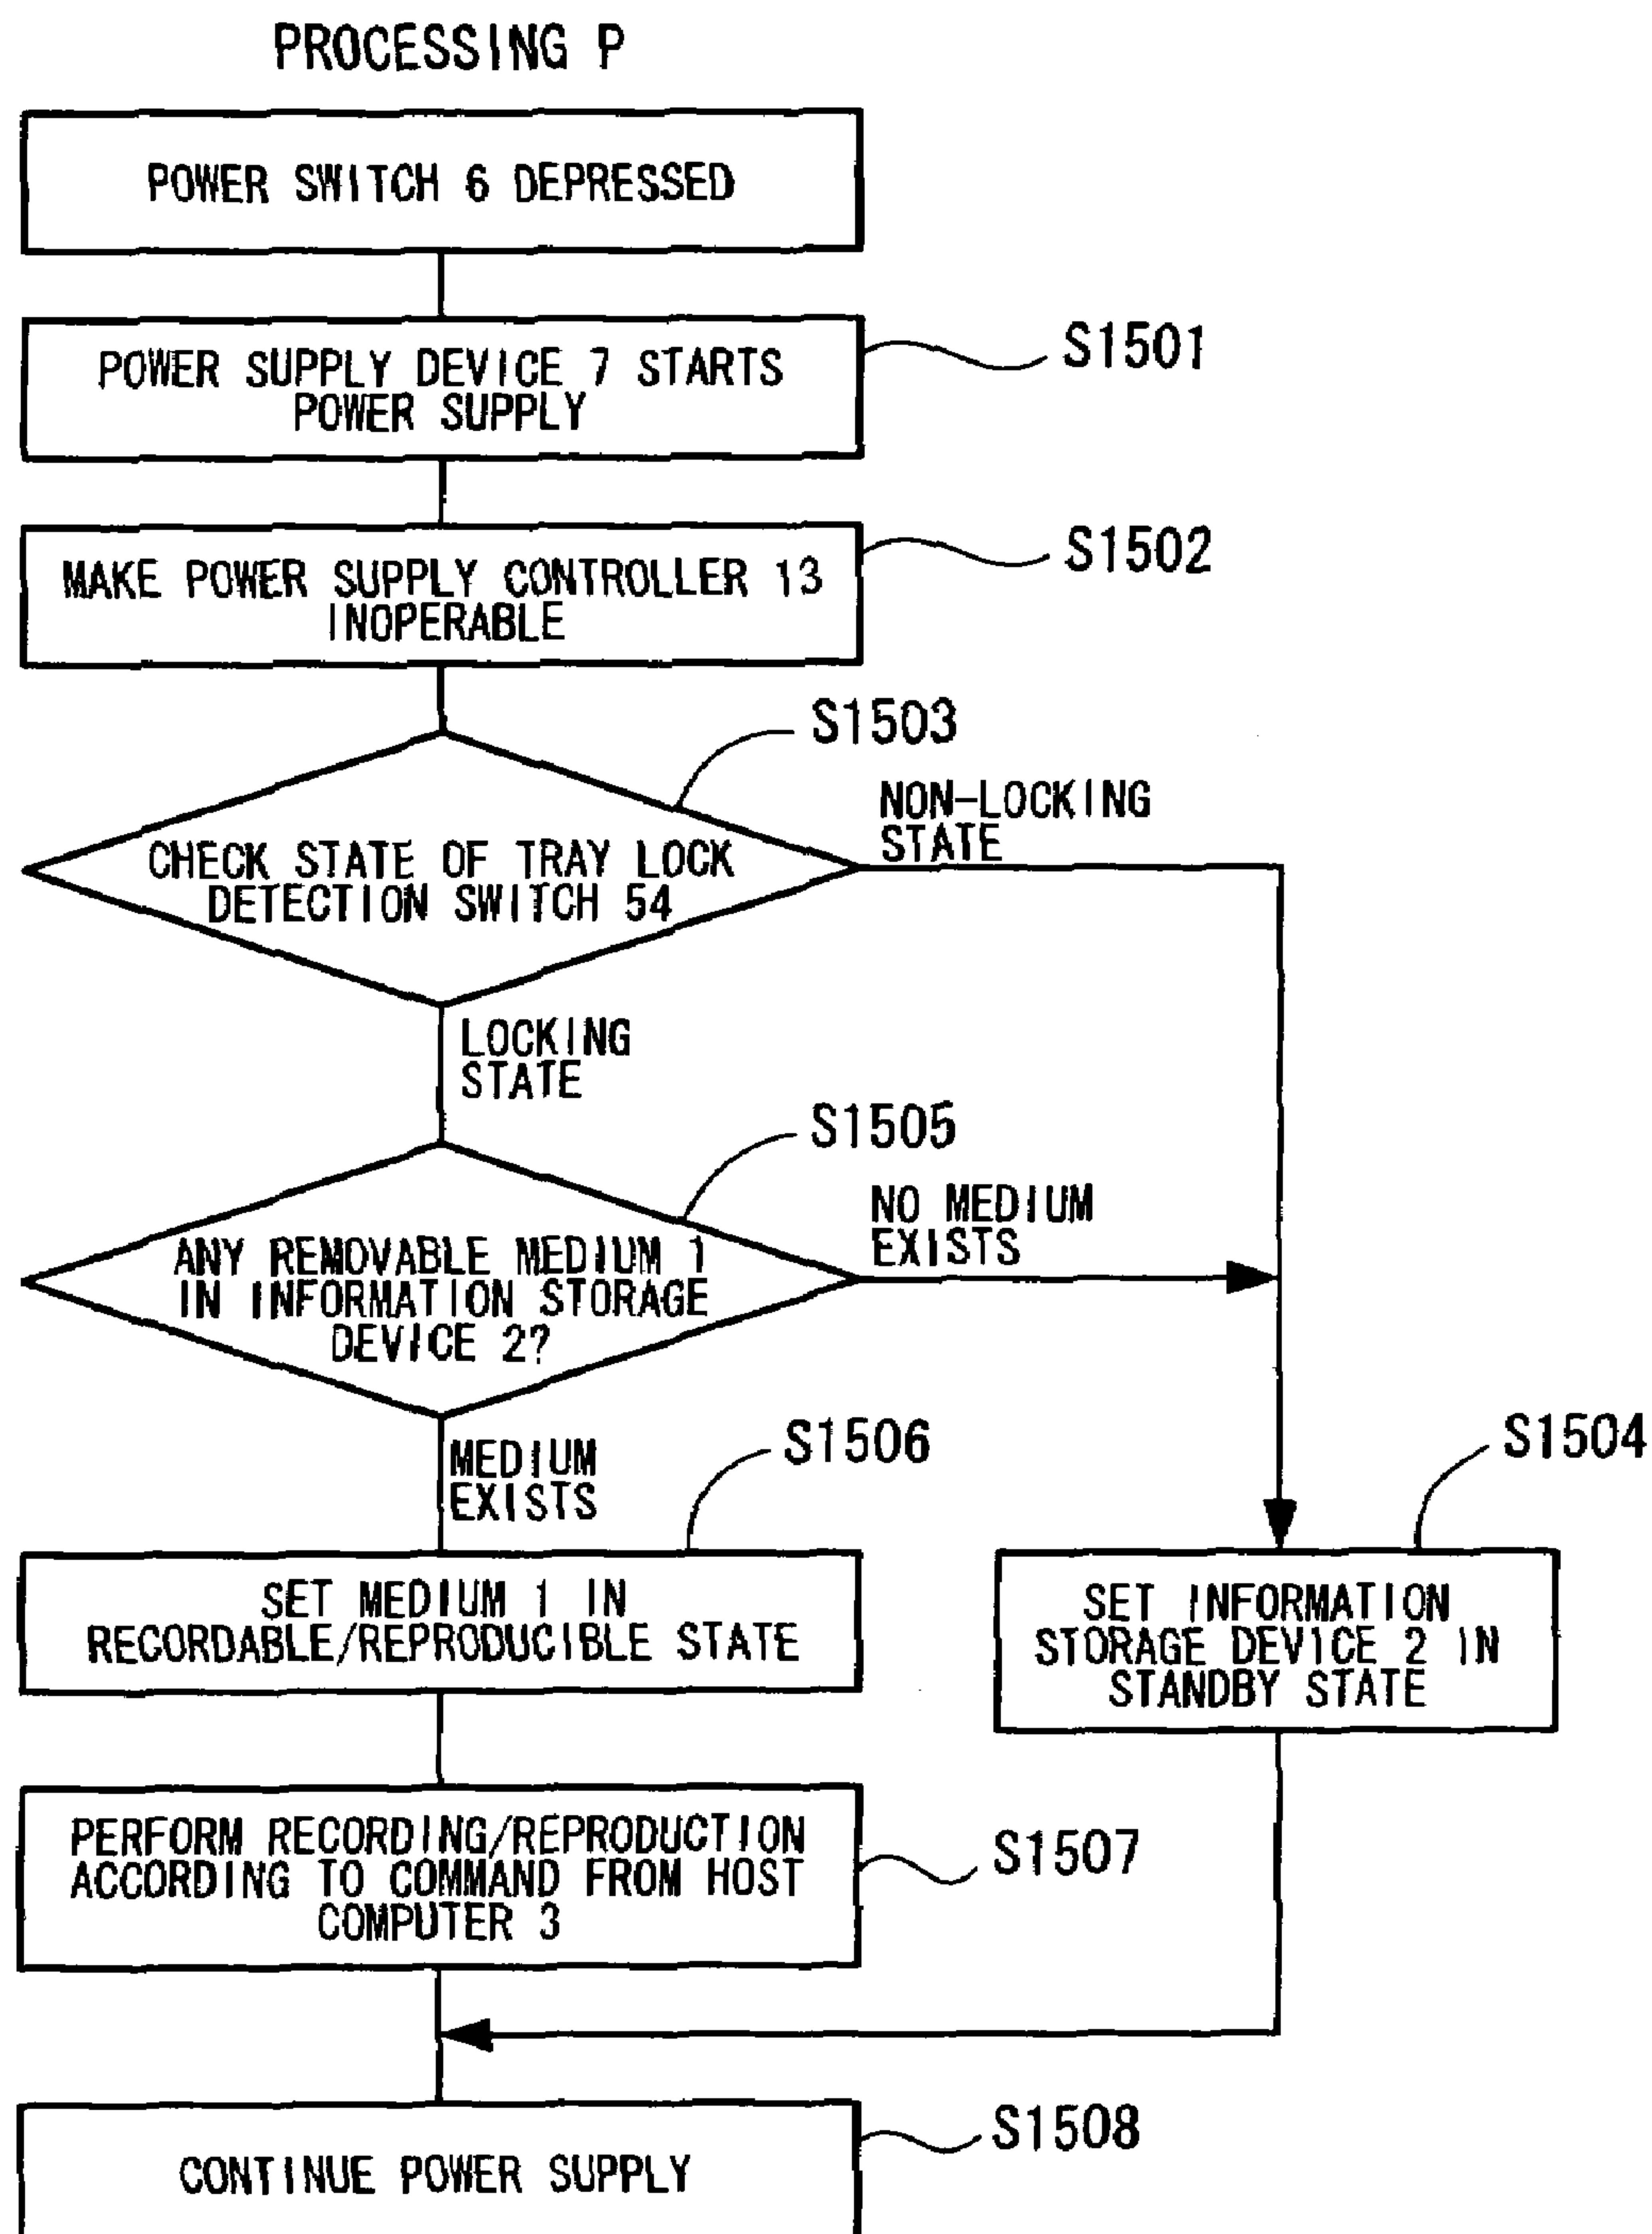 PROCESSING P
POWER SWITCH 6 DEPRESSED
POWER SUPPLY DEVICE 7 STARTS
POWER SUPPLY
S1501
MAKE POWER SUPPLY CONTROLLER 13
INOPERABLE
S1502
S1503
CHECK STATE OF TRAY LOCK
DETECTION SWITCH 54
NON-LOCKING
STATE
LOCKING
STATE
S1505
ANY REMOVABLE MEDIUM 1
IN INFORMATION STORAGE
DEVICE 2?
NO MEDIUM
EXISTS
MEDIUM
EXISTS
S1506
SET MEDIUM 1 IN
RECORDABLE/REPRODUCIBLE STATE
S1504
SET INFORMATION
STORAGE DEVICE 2 IN
STANDBY STATE
PERFORM RECORDING/REPRODUCTION
ACCORDING TO COMMAND FROM HOST
COMPUTER 3
S1507
CONTINUE POWER SUPPLY
S1508